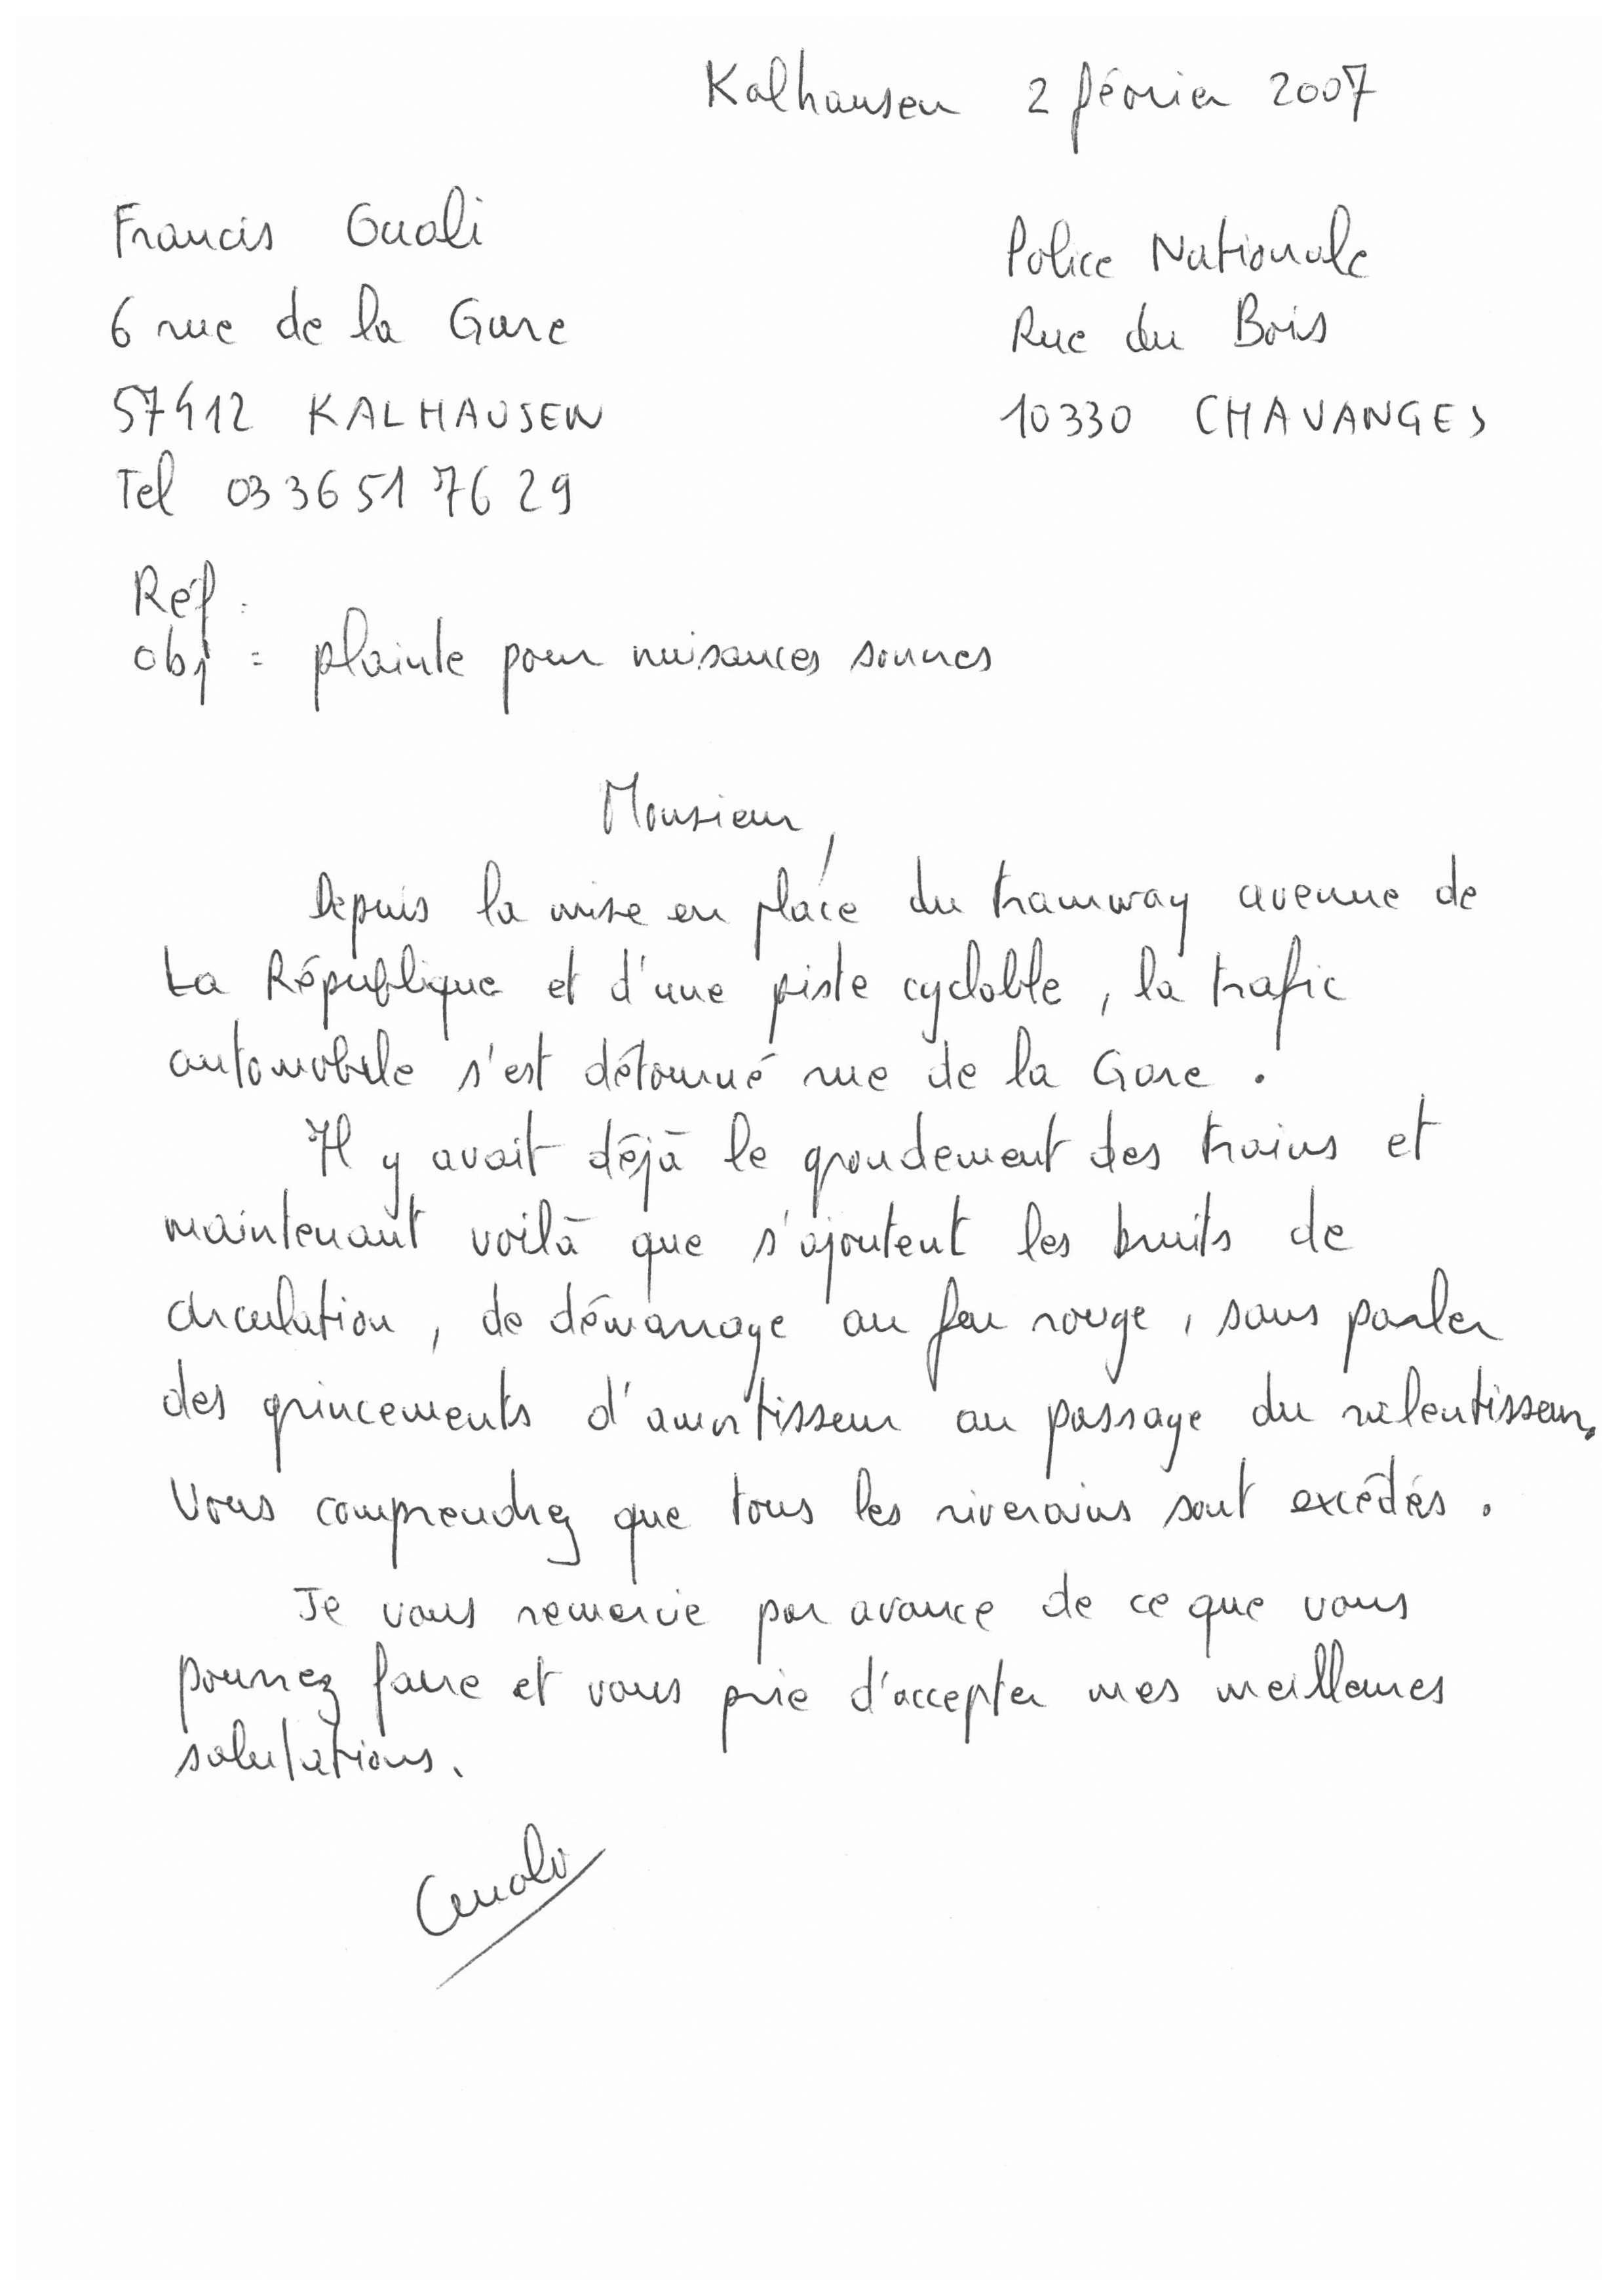 Kalhausen 2 février 2007
Francis Guali
6 rue de la Gare
57412 KALHAUSEN
Tel 03 36 51 76 29
Police Nationale
Rue du Bois
10330 CHAVANGES
Réf :
obj : plainte pour nuisances sonnres
Monsieur,
Depuis la mise en place du tramway avenue de
La République et d'une piste cyclable, la trafic
automobile s'est détourné rue de la Gare.
Il y avait déjà le grondement des trains et
maintenant voilà que s'ajoutent les bruits de
circulation, de démarrage au feu rouge, sans parler
des grincements d'amortisseur au passage du ralentisseur.
Vous comprendrez que tous les riverains sont excédés.
Je vous remercie par avance de ce que vous
pourrez faire et vous prie d'accepter mes meilleures
salutations.